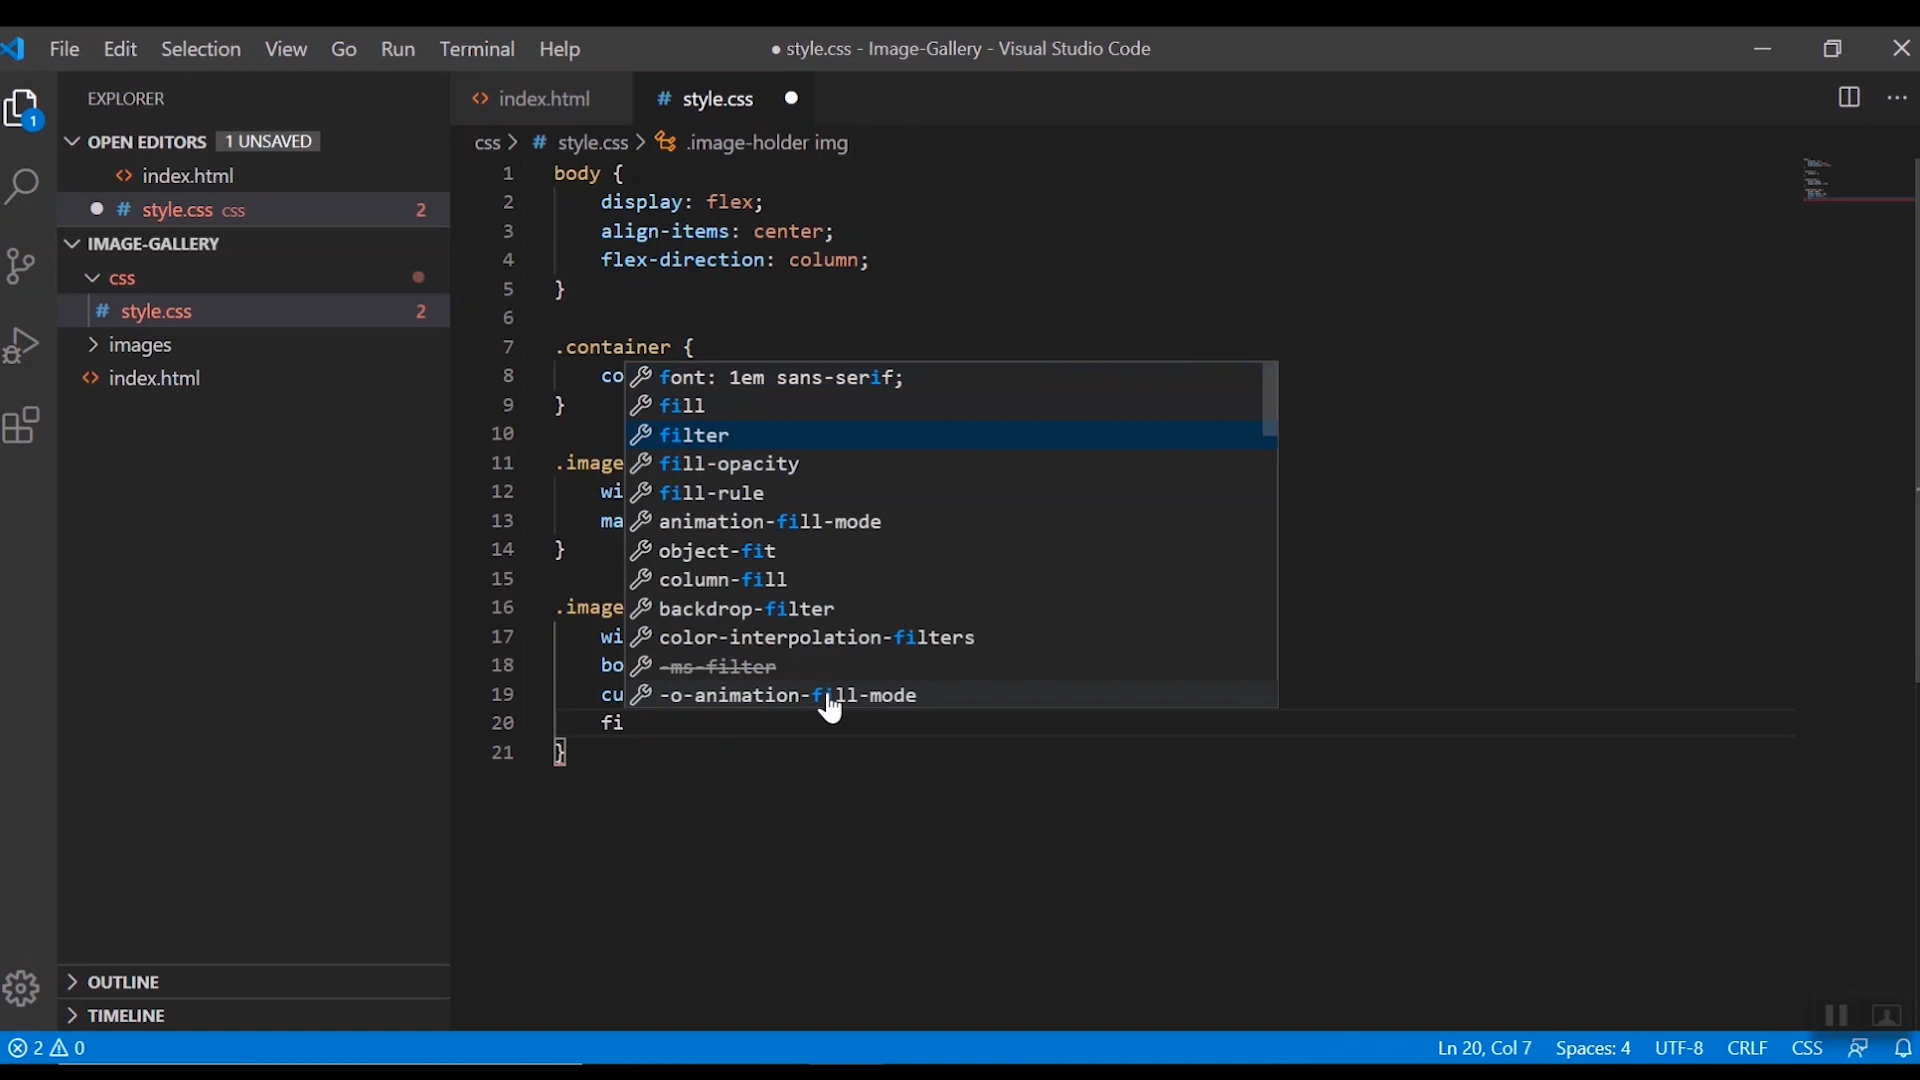 File Edit Selection View Go Run Terminal Help
● style.css - Image-Gallery - Visual Studio Code
1
EXPLORER
OPEN EDITORS 1 UNSAVED
<> index.html
# style.css css 2
IMAGE-GALLERY
css
# style.css 2
images
<> index.html
OUTLINE
TIMELINE
<> index.html
# style.css
css > # style.css > .image-holder img
1 body {
2 display: flex;
3 align-items: center;
4 flex-direction: column;
5 }
6
7 .container {
8 co
9 }
10
11 .image
12 wi
13 ma
14 }
15
16 .image
17 wi
18 bo
19 cu
20 fi
21 }
font: 1em sans-serif;
fill
filter
fill-opacity
fill-rule
animation-fill-mode
object-fit
column-fill
backdrop-filter
color-interpolation-filters
-ms-filter
-o-animation-fill-mode
2 0
Ln 20, Col 7 Spaces: 4 UTF-8 CRLF CSS